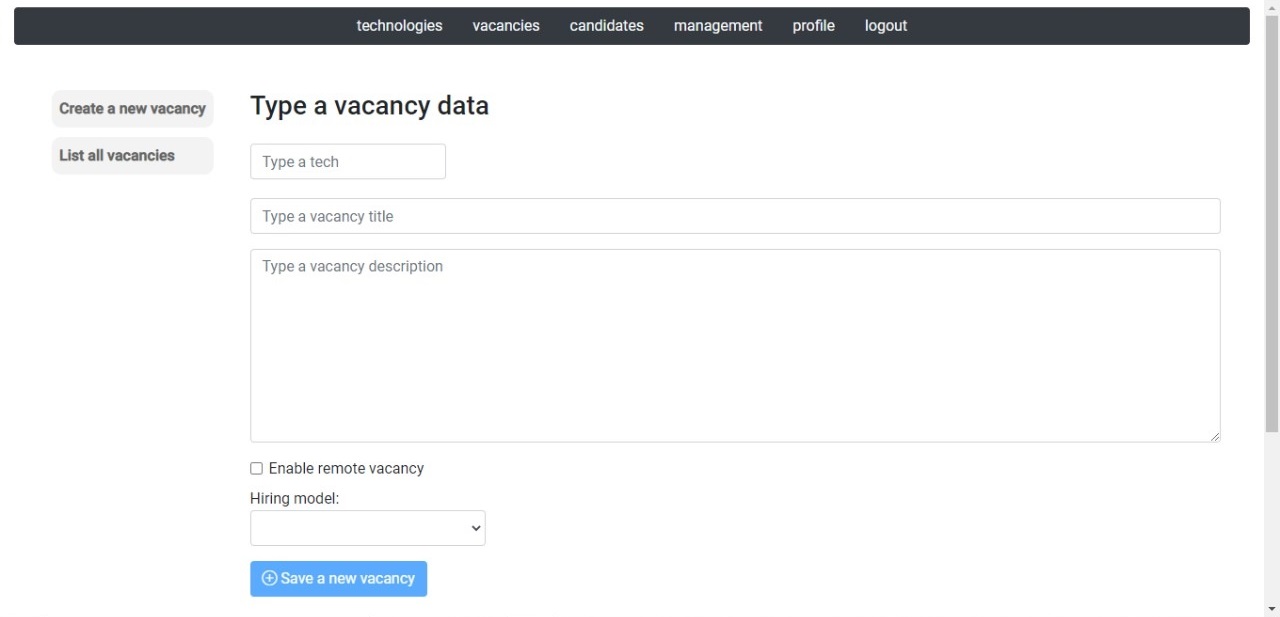 technologies vacancies candidates management profile logout
Create a new vacancy
List all vacancies
Type a vacancy data
Type a tech
Type a vacancy title
Type a vacancy description
Enable remote vacancy
Hiring model:
Save a new vacancy